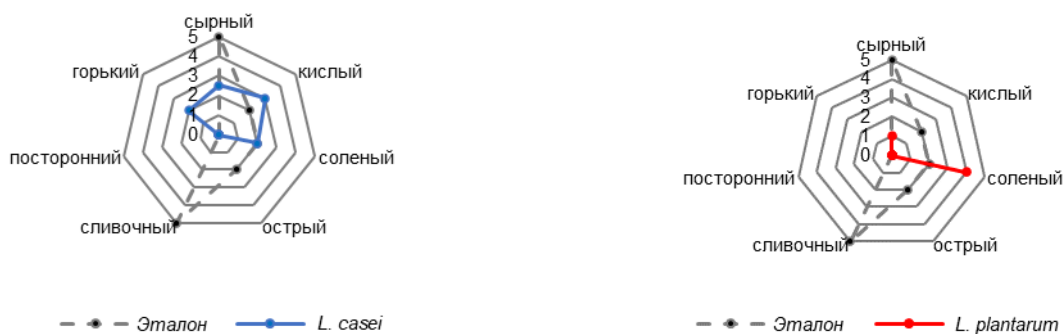 сырный
5
4
3
2
1
0
горький
кислый
посторонний
соленый
сливочный
острый
Эталон
L. casei
сырный
5
4
3
2
1
0
горький
кислый
посторонний
соленый
сливочный
острый
Эталон
L. plantarum